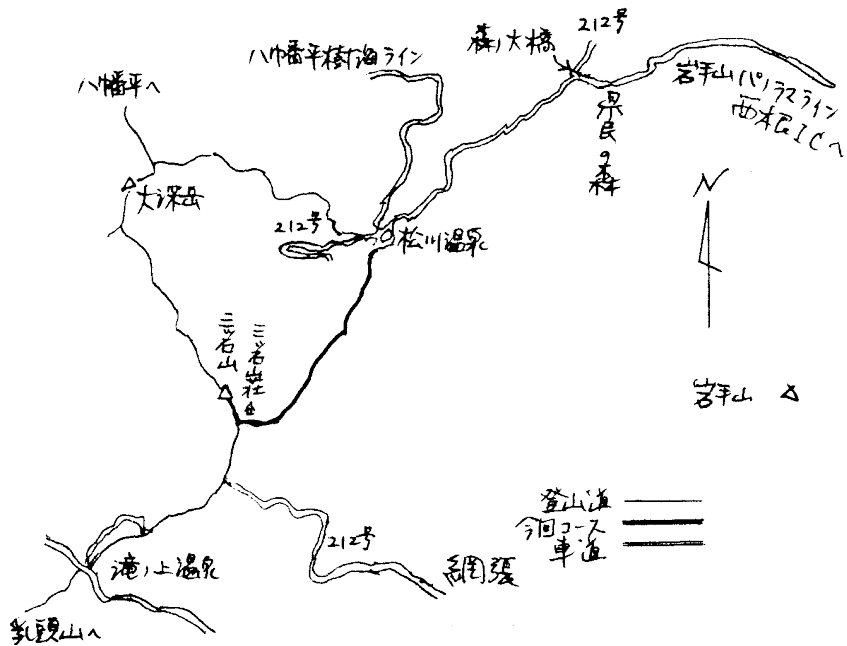 212号
森ノ大橋
八幡平樹海ライン
岩手山パノラマライン
西根ICへ
八幡平へ
県民の森
大深岳
N
212号
松川温泉
三ッ石山
三ッ石山荘
岩手山
登山道
今回コース
車道
212号
網張
滝ノ上温泉
乳頭山へ